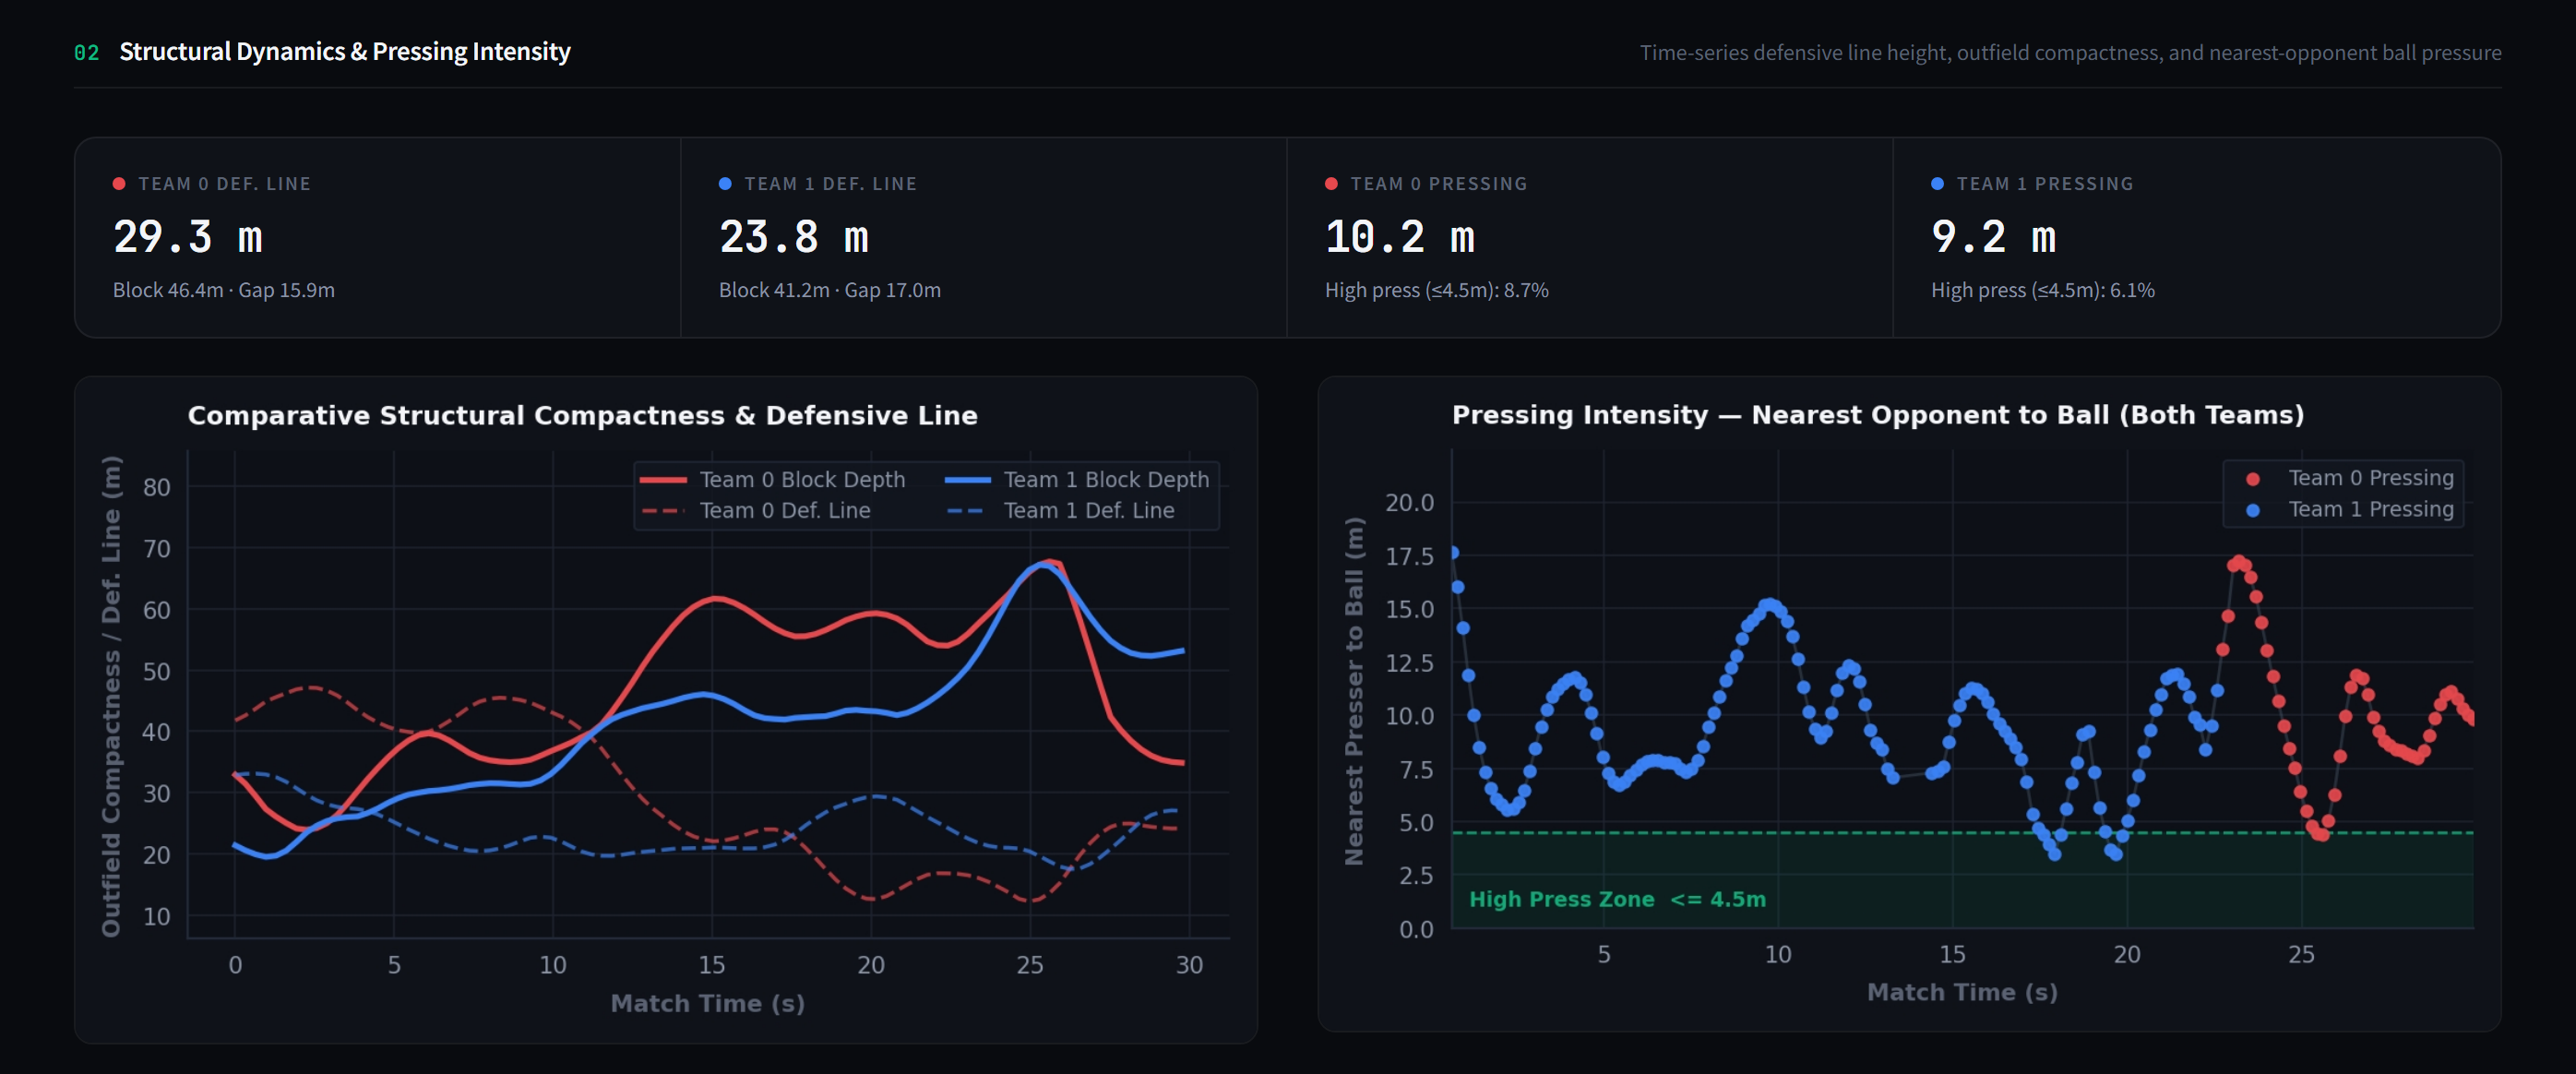 02 Structural Dynamics & Pressing Intensity
Time-series defensive line height, outfield compactness, and nearest-opponent ball pressure
TEAM 0 DEF. LINE
29.3 m
Block 46.4m · Gap 15.9m
TEAM 1 DEF. LINE
23.8 m
Block 41.2m · Gap 17.0m
TEAM 0 PRESSING
10.2 m
High press (≤4.5m): 8.7%
TEAM 1 PRESSING
9.2 m
High press (≤4.5m): 6.1%
Comparative Structural Compactness & Defensive Line
Outfield Compactness / Def. Line (m)
80
70
60
50
40
30
20
10
Team 0 Block Depth
Team 0 Def. Line
Team 1 Block Depth
Team 1 Def. Line
0 5 10 15 20 25 30
Match Time (s)
Pressing Intensity — Nearest Opponent to Ball (Both Teams)
Nearest Presser to Ball (m)
20.0
17.5
15.0
12.5
10.0
7.5
5.0
2.5
0.0
Team 0 Pressing
Team 1 Pressing
High Press Zone <= 4.5m
5 10 15 20 25
Match Time (s)